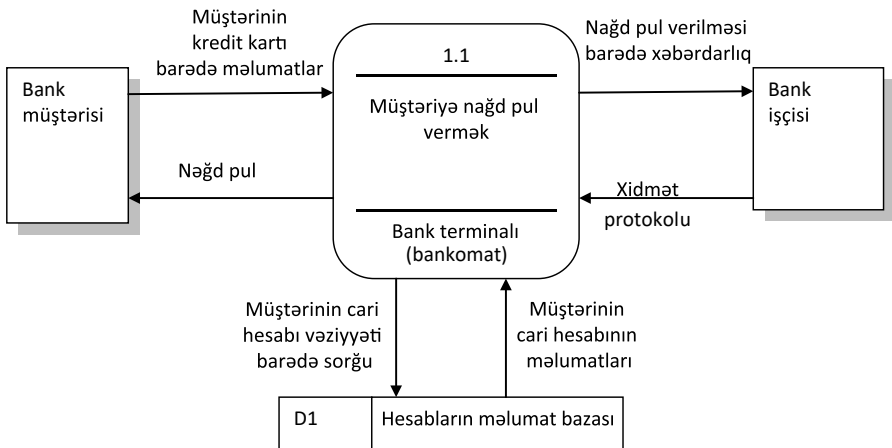 Müştərinin
kredit kartı
barədə məlumatlar
Bank
müştərisi
Nəğd pul
1.1
Müştəriyə nağd pul
vermək
Bank terminalı
(bankomat)
Nağd pul verilməsi
barədə xəbərdarlıq
Bank
işçisi
Xidmət
protokolu
Müştərinin cari
hesabı vəziyyəti
barədə sorğu
Müştərinin
cari hesabının
məlumatları
D1
Hesabların məlumat bazası